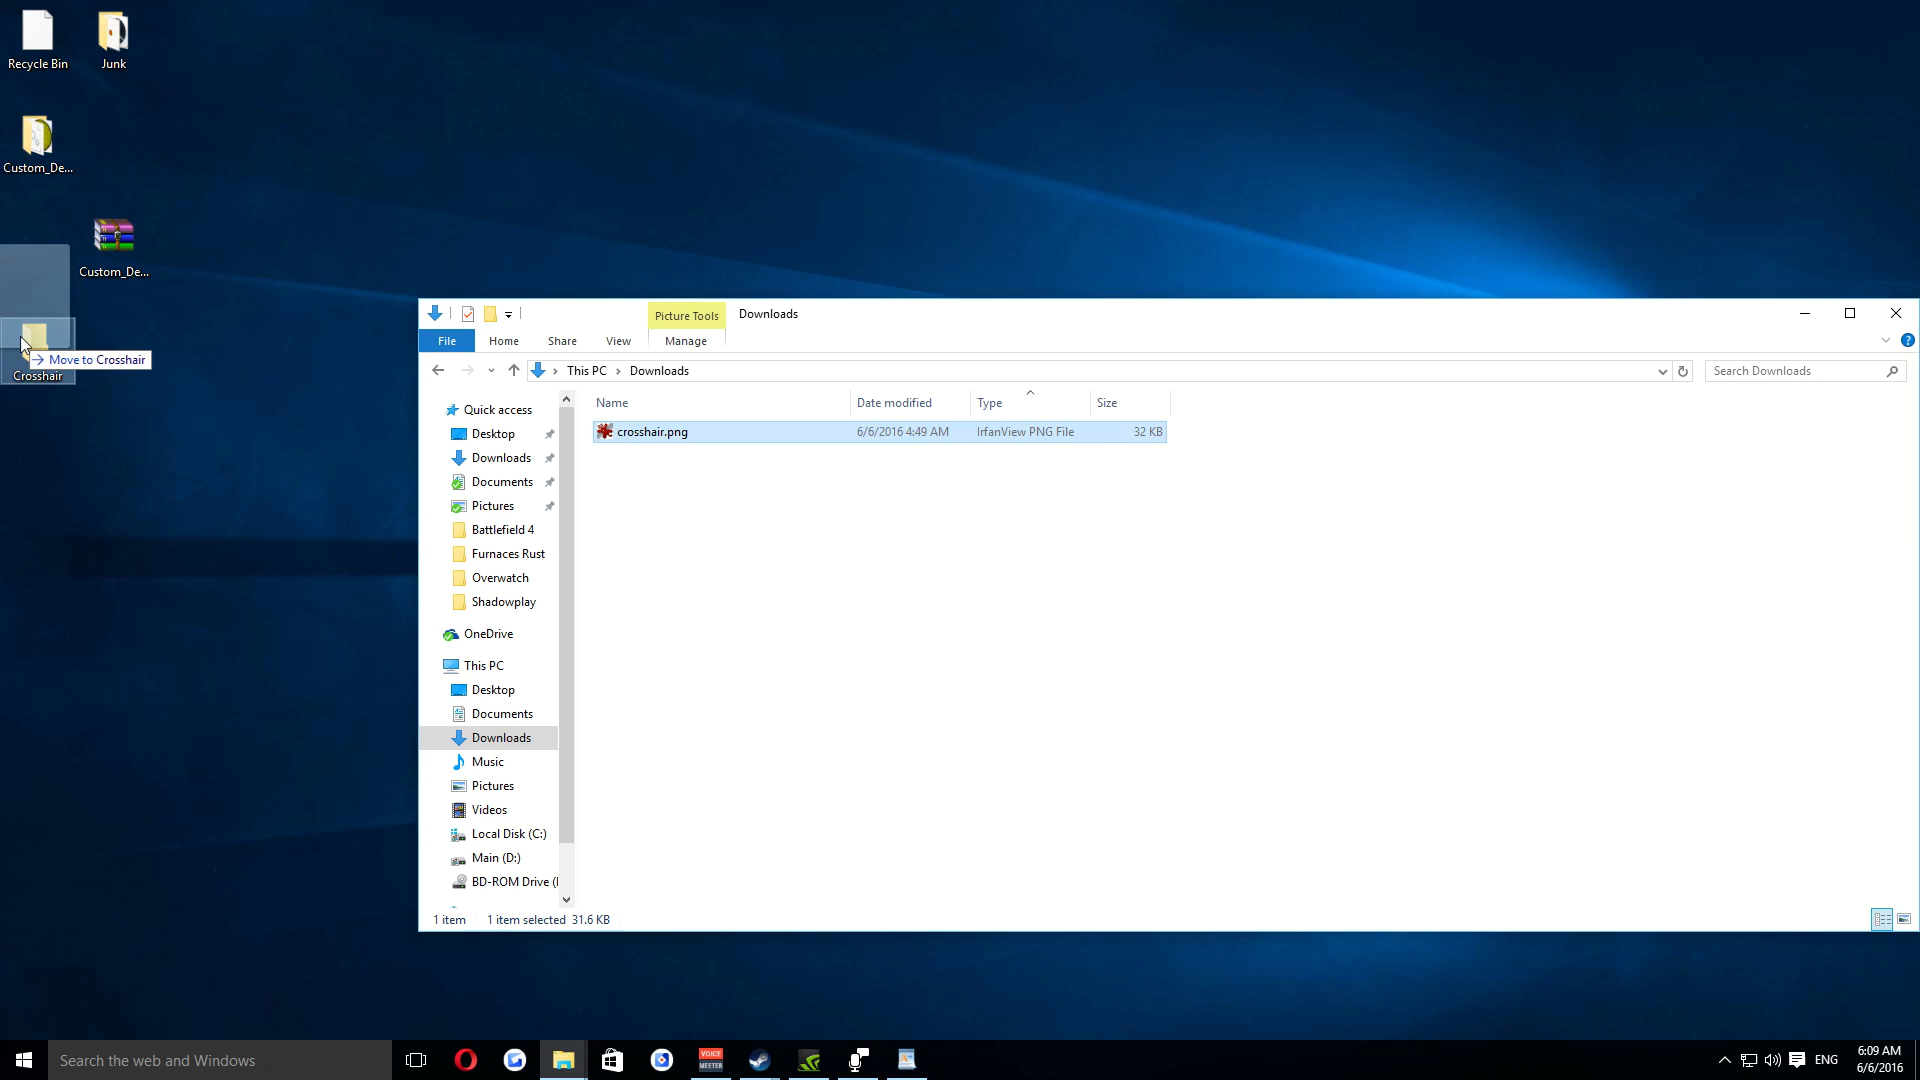 Recycle Bin
Junk
Custom_De...
Custom_De...
Move to Crosshair
Crosshair
Picture Tools
Downloads
File
Home
Share
View
Manage
This PC
Downloads
Search Downloads
Name
Date modified
Type
Size
crosshair.png
6/6/2016 4:49 AM
IrfanView PNG File
32 KB
Quick access
Desktop
Downloads
Documents
Pictures
Battlefield 4
Furnaces Rust
Overwatch
Shadowplay
OneDrive
This PC
Desktop
Documents
Downloads
Music
Pictures
Videos
Local Disk (C:)
Main (D:)
BD-ROM Drive (
1 item
1 item selected 31.6 KB
Search the web and Windows
VOICE
MEETER
ENG
6:09 AM
6/6/2016